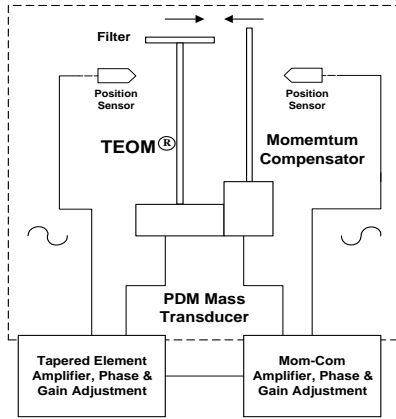 Filter
Position
Sensor
Position
Sensor
TEOM®
Momemtum
Compensator
PDM Mass
Transducer
Tapered Element
Amplifier, Phase &
Gain Adjustment
Mom-Com
Amplifier, Phase &
Gain Adjustment